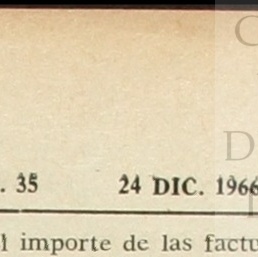 . 35 24 DIC. 1966
l importe de las factu